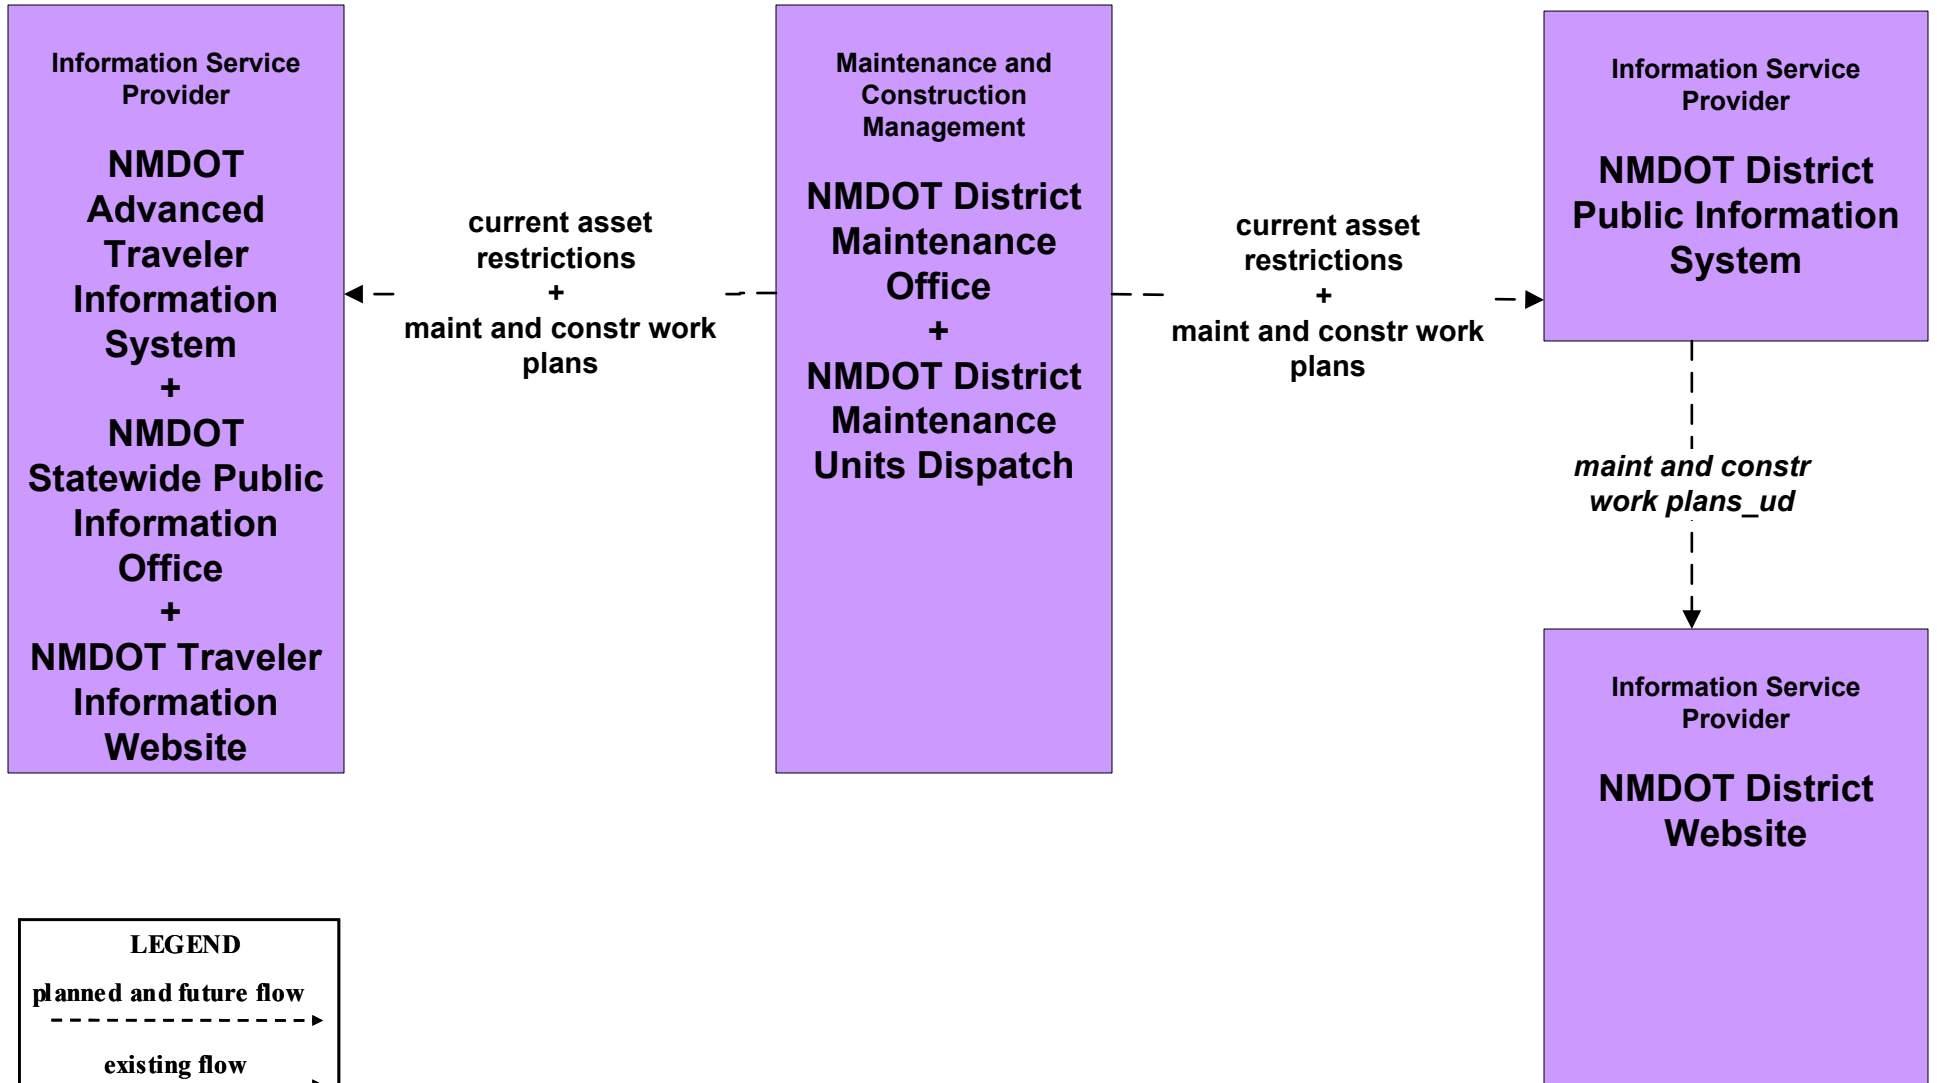 Information Service
Provider
NMDOT
Advanced
Traveler
Information
System
+
NMDOT
Statewide Public
Information
Office
+
NMDOT Traveler
Information
Website
current asset
restrictions
+
maint and constr work
plans
Maintenance and
Construction
Management
NMDOT District
Maintenance
Office
+
NMDOT District
Maintenance
Units Dispatch
current asset
restrictions
+
maint and constr work
plans
Information Service
Provider
NMDOT District
Public Information
System
maint and constr
work plans_ud
Information Service
Provider
NMDOT District
Website
LEGEND
planned and future flow
existing flow